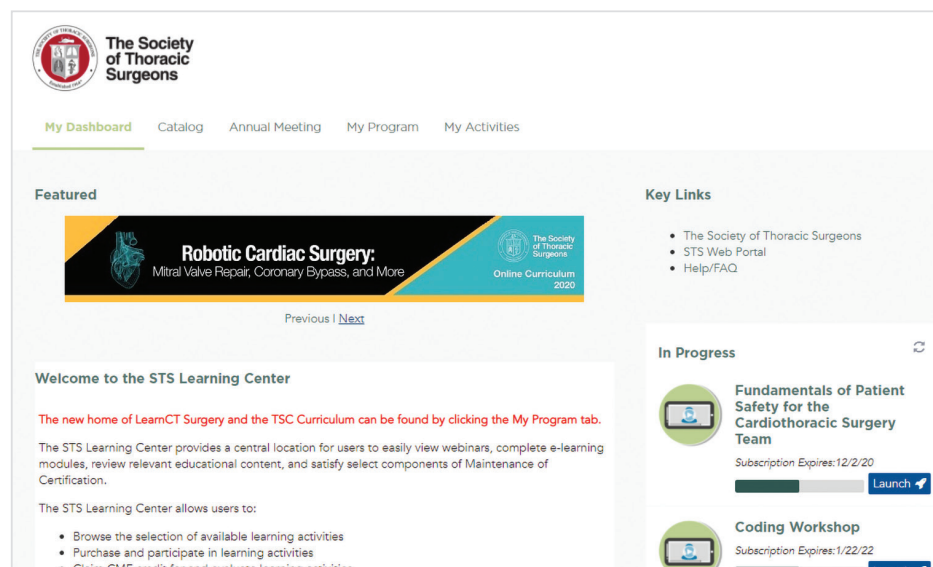 The Society
of Thoracic
Surgeons
My Dashboard Catalog Annual Meeting My Program My Activities
Featured
Robotic Cardiac Surgery:
Mitral Valve Repair, Coronary Bypass, and More
The Society
of Thoracic
Surgeons
Online Curriculum
2020
Previous | Next
Welcome to the STS Learning Center
The new home of LearnCT Surgery and the TSC Curriculum can be found by clicking the My Program tab.
The STS Learning Center provides a central location for users to easily view webinars, complete e-learning
modules, review relevant educational content, and satisfy select components of Maintenance of
Certification.
The STS Learning Center allows users to:
• Browse the selection of available learning activities
• Purchase and participate in learning activities
Key Links
• The Society of Thoracic Surgeons
• STS Web Portal
• Help/FAQ
In Progress
Fundamentals of Patient
Safety for the
Cardiothoracic Surgery
Team
Subscription Expires:12/2/20
Launch
Coding Workshop
Subscription Expires:1/22/22